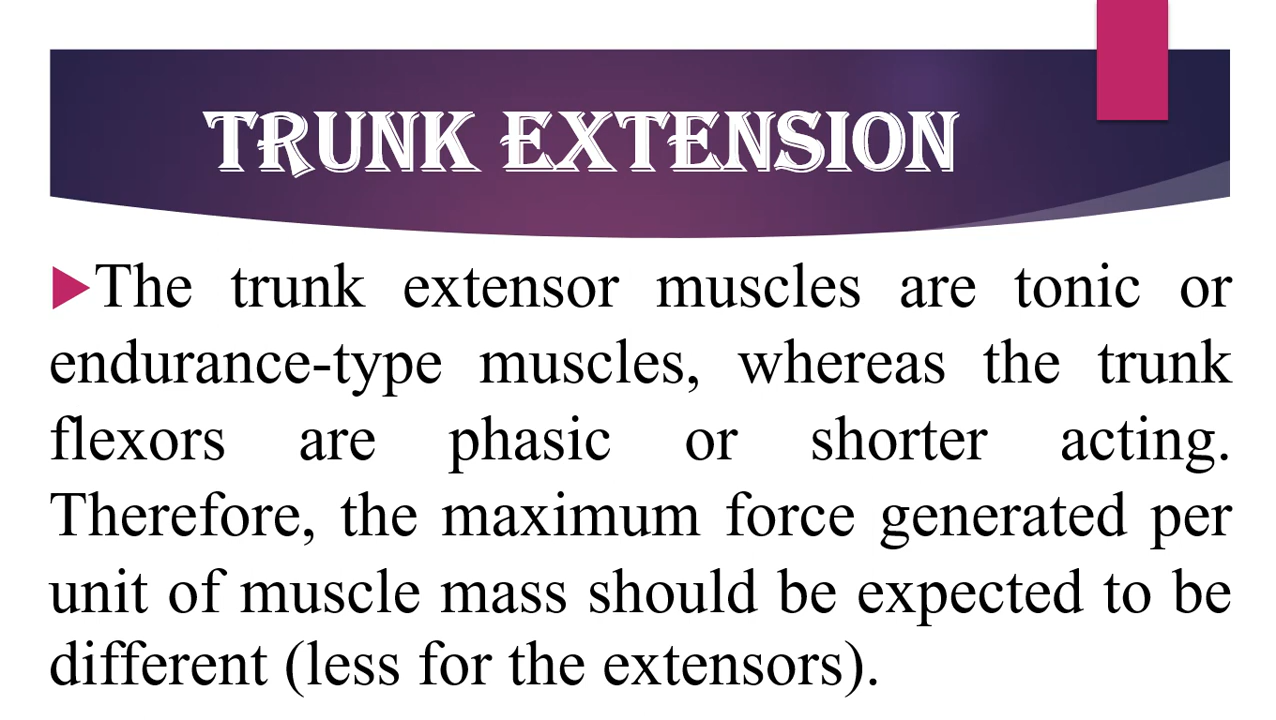 TRUNK EXTENSION
The trunk extensor muscles are tonic or
endurance-type muscles, whereas the trunk
flexors are phasic or shorter acting.
Therefore, the maximum force generated per
unit of muscle mass should be expected to be
different (less for the extensors).